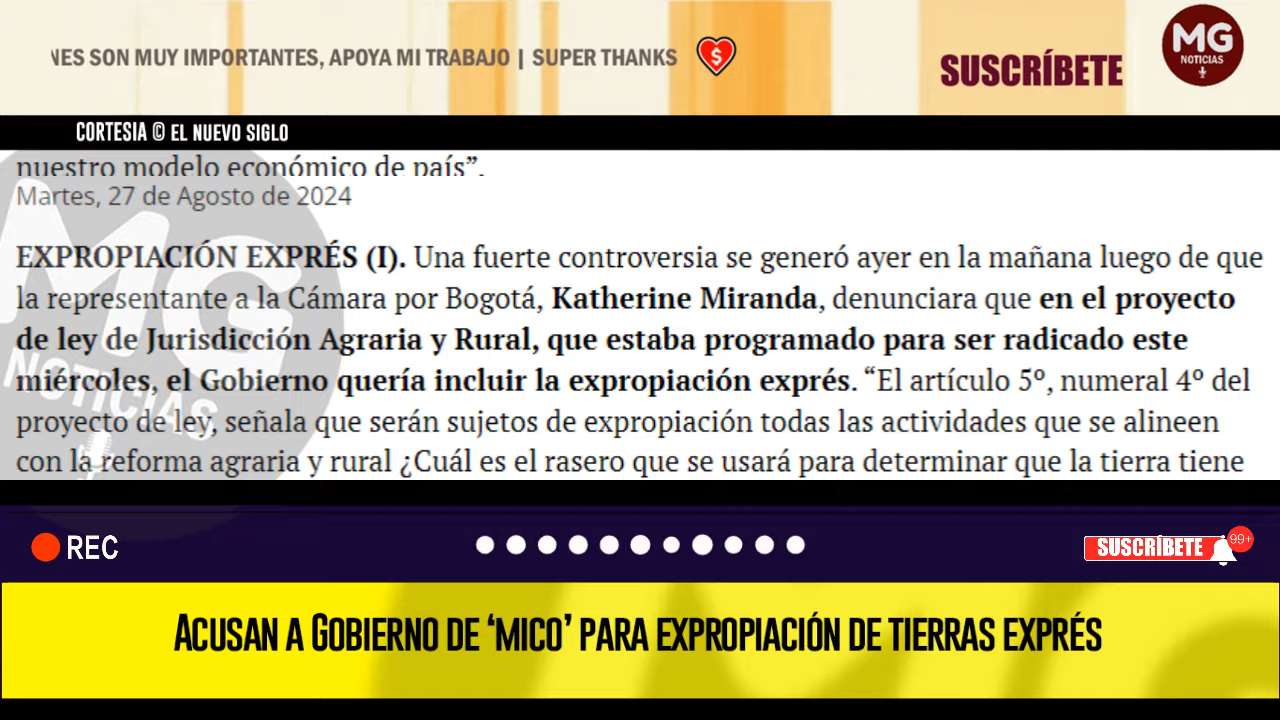 NES SON MUY IMPORTANTES, APOYA MI TRABAJO | SUPER THANKS
$
SUSCRÍBETE
MG
NOTICIAS
CORTESIA © EL NUEVO SIGLO
nuestro modelo económico de país”.
Martes, 27 de Agosto de 2024
EXPROPIACIÓN EXPRÉS (I). Una fuerte controversia se generó ayer en la mañana luego de que
la representante a la Cámara por Bogotá, Katherine Miranda, denunciara que en el proyecto
de ley de Jurisdicción Agraria y Rural, que estaba programado para ser radicado este
miércoles, el Gobierno quería incluir la expropiación exprés. “El artículo 5º, numeral 4º del
proyecto de ley, señala que serán sujetos de expropiación todas las actividades que se alineen
con la reforma agraria y rural ¿Cuál es el rasero que se usará para determinar que la tierra tiene
MG
NOTICIAS
REC
SUSCRÍBETE
99+
ACUSAN A GOBIERNO DE ‘MICO’ PARA EXPROPIACIÓN DE TIERRAS EXPRÉS